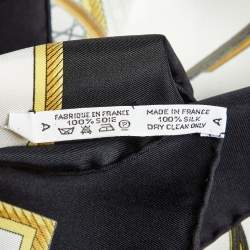 A
FABRIQUE EN FRANCE
100% SOIE
MADE IN FRANCE
100% SILK
DRY CLEAN ONLY
A